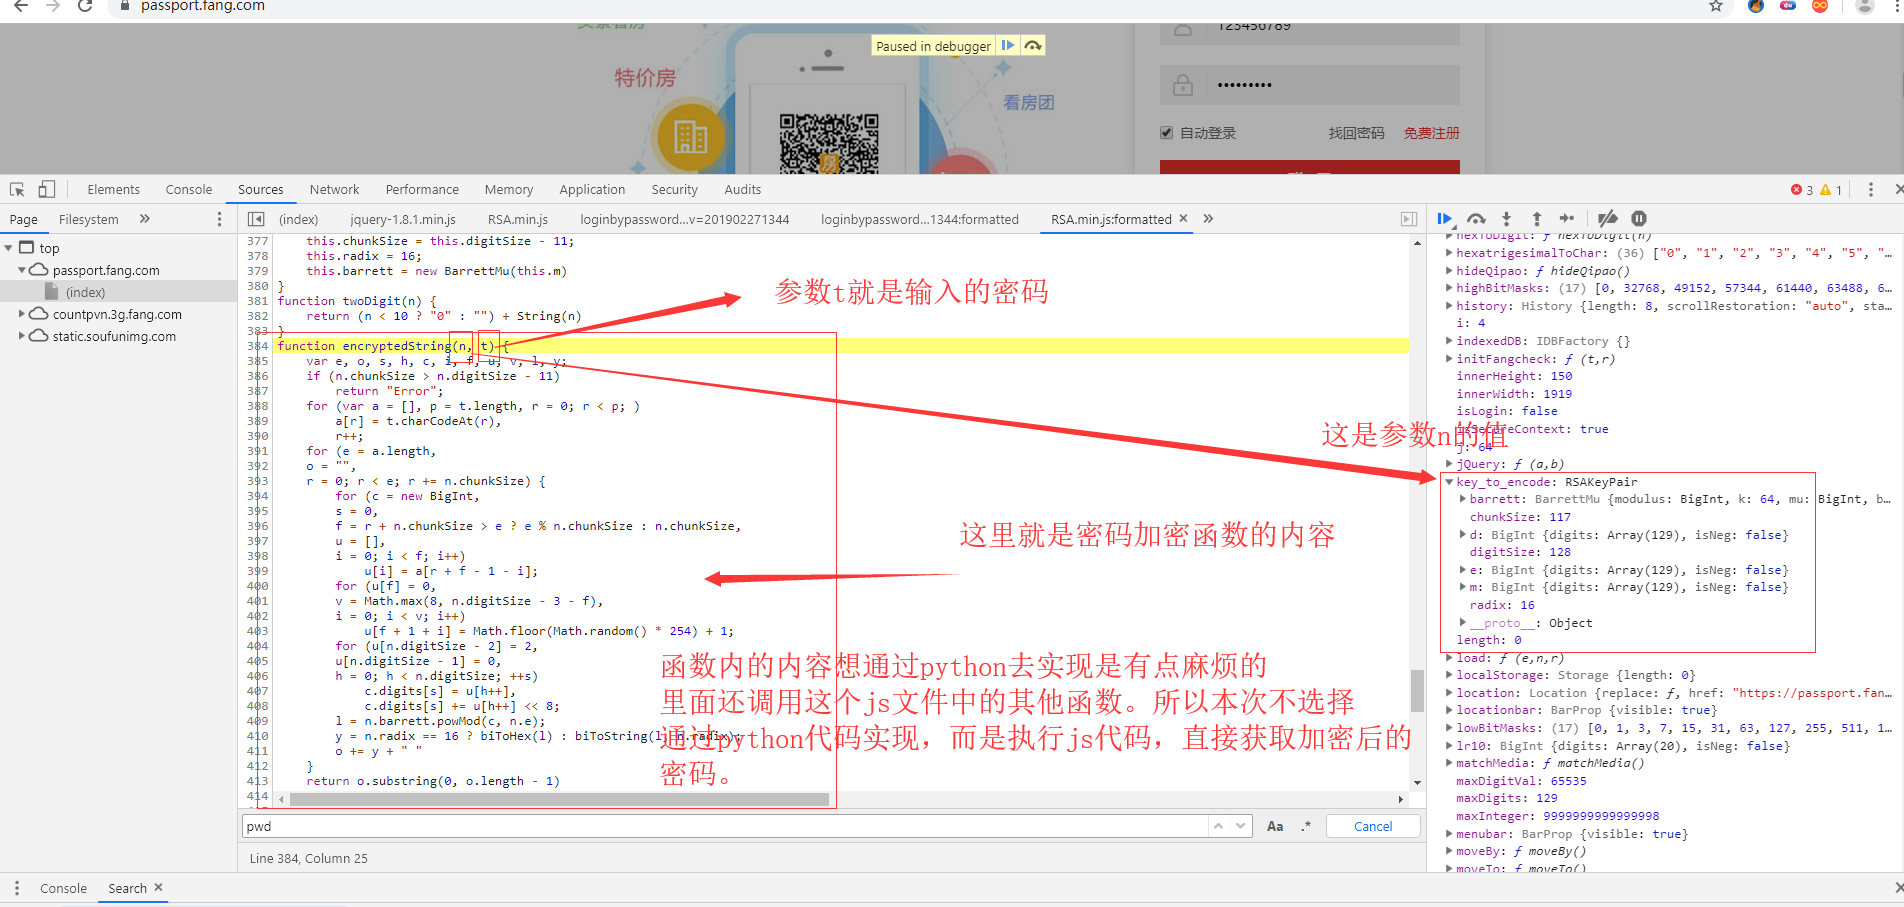 passport.fang.com
Paused in debugger
123456789
特价房
看房团
•••••••••
自动登录
找回密码
免费注册
Elements Console Sources Network Performance Memory Application Security Audits
3 1
Page Filesystem »
(index) jquery-1.8.1.min.js RSA.min.js loginbypassword...v=201902271344 loginbypassword...1344:formatted RSA.min.js:formatted × »
top
passport.fang.com
(index)
countpvn.3g.fang.com
static.soufunimg.com
377 this.chunkSize = this.digitSize - 11;
378 this.radix = 16;
379 this.barrett = new BarrettMu(this.m)
380 }
381 function twoDigit(n) {
382 return (n < 10 ? "0" : "") + String(n)
383 }
384 function encryptedString(n, t) {
385 var e, o, s, h, c, i, f, u, v, l, y;
386 if (n.chunkSize > n.digitSize - 11)
387 return "Error";
388 for (var a = [], p = t.length, r = 0; r < p; )
389 a[r] = t.charCodeAt(r),
390 r++;
391 for (e = a.length,
392 o = "",
393 r = 0; r < e; r += n.chunkSize) {
394 for (c = new BigInt,
395 s = 0,
396 f = r + n.chunkSize > e ? e % n.chunkSize : n.chunkSize,
397 u = [],
398 i = 0; i < f; i++)
399 u[i] = a[r + f - 1 - i];
400 for (u[f] = 0,
401 v = Math.max(8, n.digitSize - 3 - f),
402 i = 0; i < v; i++)
403 u[f + 1 + i] = Math.floor(Math.random() * 254) + 1;
404 for (u[n.digitSize - 2] = 2,
405 u[n.digitSize - 1] = 0,
406 h = 0; h < n.digitSize; ++s)
407 c.digits[s] = u[h++],
408 c.digits[s] += u[h++] << 8;
409 l = n.barrett.powMod(c, n.e);
410 y = n.radix == 16 ? biToHex(l) : biToString(l, n.radix);
411 o += y + " "
412 }
413 return o.substring(0, o.length - 1)
414
参数t就是输入的密码
这是参数n的值
这里就是密码加密函数的内容
函数内的内容想通过python去实现是有点麻烦的
里面还调用这个js文件中的其他函数。所以本次不选择
通过python代码实现，而是执行js代码，直接获取加密后的
密码。
hexToDigit: ƒ hexToDigit(n)
hexatrigesimalToChar: (36) ["0", "1", "2", "3", "4", "5", "…
hideQipao: ƒ hideQipao()
highBitMasks: (17) [0, 32768, 49152, 57344, 61440, 63488, 6…
history: History {length: 8, scrollRestoration: "auto", sta…
i: 4
indexedDB: IDBFactory {}
initFangcheck: ƒ (t,r)
innerHeight: 150
innerWidth: 1919
isLogin: false
isSecureContext: true
j: 64
jQuery: ƒ (a,b)
key_to_encode: RSAKeyPair
barrett: BarrettMu {modulus: BigInt, k: 64, mu: BigInt, b…
chunkSize: 117
d: BigInt {digits: Array(129), isNeg: false}
digitSize: 128
e: BigInt {digits: Array(129), isNeg: false}
m: BigInt {digits: Array(129), isNeg: false}
radix: 16
__proto__: Object
length: 0
load: ƒ (e,n,r)
localStorage: Storage {length: 0}
location: Location {replace: ƒ, href: "https://passport.fan…
locationbar: BarProp {visible: true}
lowBitMasks: (17) [0, 1, 3, 7, 15, 31, 63, 127, 255, 511, 1…
lr10: BigInt {digits: Array(20), isNeg: false}
matchMedia: ƒ matchMedia()
maxDigitVal: 65535
maxDigits: 129
maxInteger: 9999999999999998
menubar: BarProp {visible: true}
moveBy: ƒ moveBy()
moveTo: ƒ moveTo()
pwd
Aa .* Cancel
Line 384, Column 25
Console Search ×